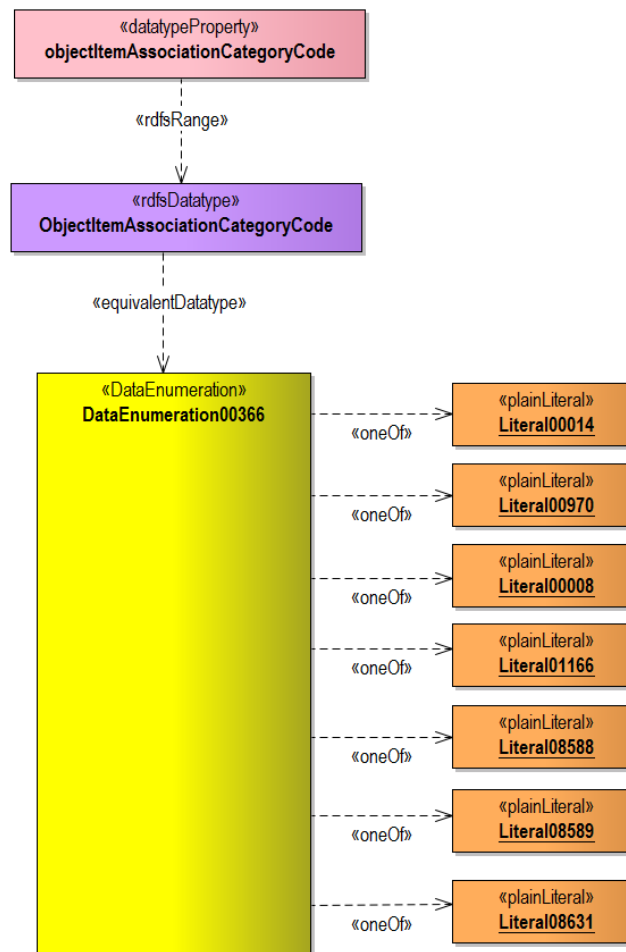 «datatypeProperty»
objectItemAssociationCategoryCode
«rdfsRange»
«rdfsDatatype»
ObjectItemAssociationCategoryCode
«equivalentDatatype»
«DataEnumeration»
DataEnumeration00366
«plainLiteral»
Literal00014
«oneOf»
«plainLiteral»
Literal00970
«oneOf»
«plainLiteral»
Literal00008
«oneOf»
«plainLiteral»
Literal01166
«oneOf»
«plainLiteral»
Literal08588
«oneOf»
«plainLiteral»
Literal08589
«oneOf»
«plainLiteral»
Literal08631
«oneOf»